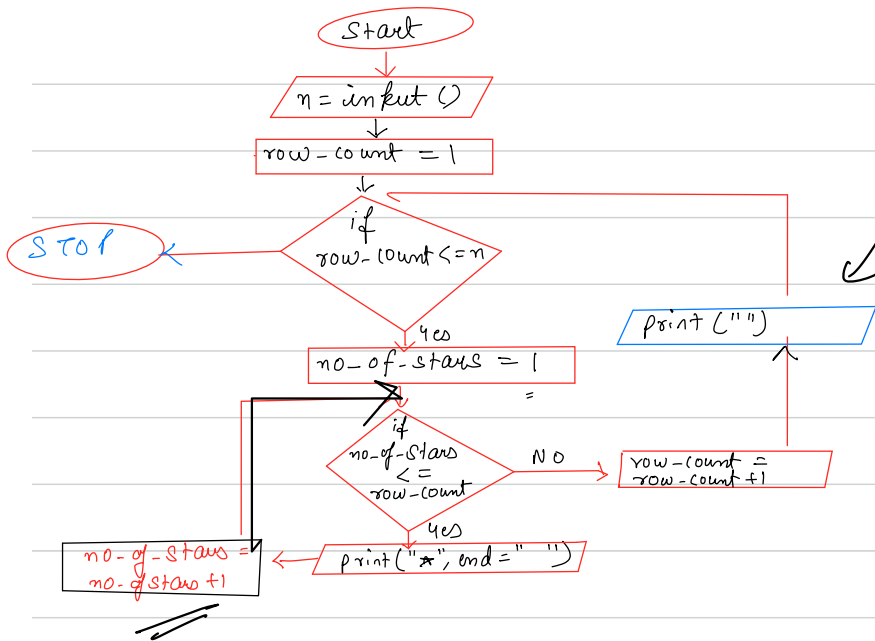 Start
n = input ()
row-count = 1
if
row-count <= n
STOP
Yes
print ("")
no-of-stars = 1
=
if
no-of-stars
<=
row-count
NO
row-count =
row-count +1
Yes
print("*", end=" ")
no-of-stars =
no-of stars +1